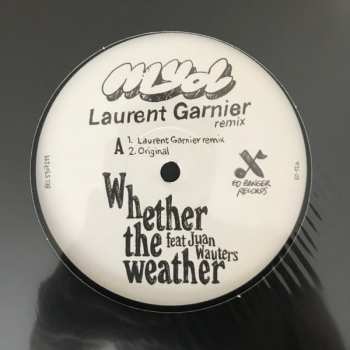 MYD
Laurent Garnier
remix
A 1. Laurent Garnier remix
2. Original
ED BANGER
RECORDS
Whether
the feat Juan
Wauters
weather